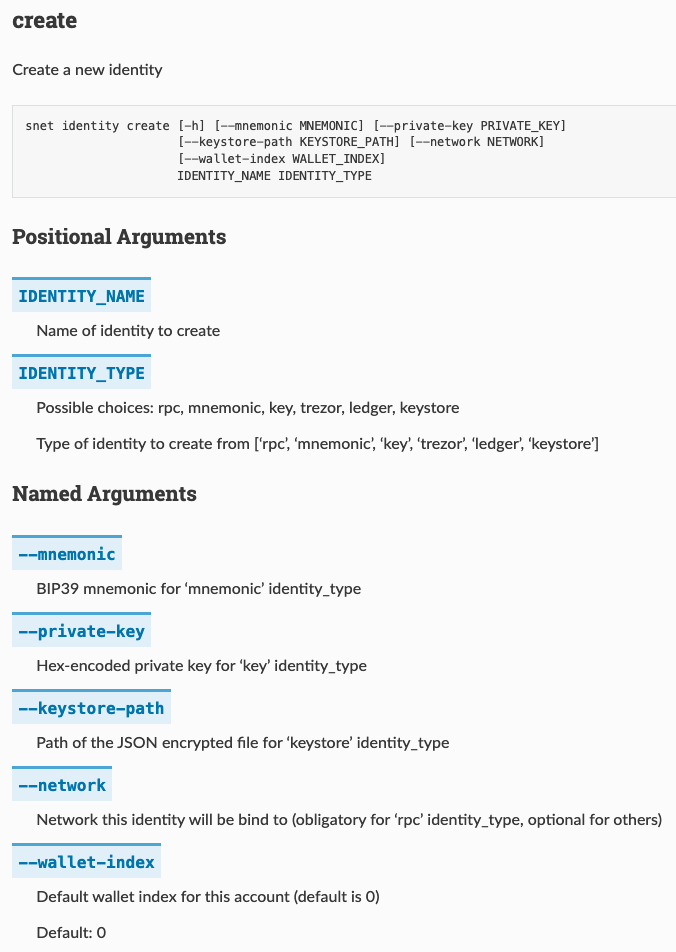 create
Create a new identity
snet identity create [-h] [--mnemonic MNEMONIC] [--private-key PRIVATE_KEY]
[--keystore-path KEYSTORE_PATH] [--network NETWORK]
[--wallet-index WALLET_INDEX]
IDENTITY_NAME IDENTITY_TYPE
Positional Arguments
IDENTITY_NAME
Name of identity to create
IDENTITY_TYPE
Possible choices: rpc, mnemonic, key, trezor, ledger, keystore
Type of identity to create from [‘rpc’, ‘mnemonic’, ‘key’, ‘trezor’, ‘ledger’, ‘keystore’]
Named Arguments
--mnemonic
BIP39 mnemonic for ‘mnemonic’ identity_type
--private-key
Hex-encoded private key for ‘key’ identity_type
--keystore-path
Path of the JSON encrypted file for ‘keystore’ identity_type
--network
Network this identity will be bind to (obligatory for ‘rpc’ identity_type, optional for others)
--wallet-index
Default wallet index for this account (default is 0)
Default: 0